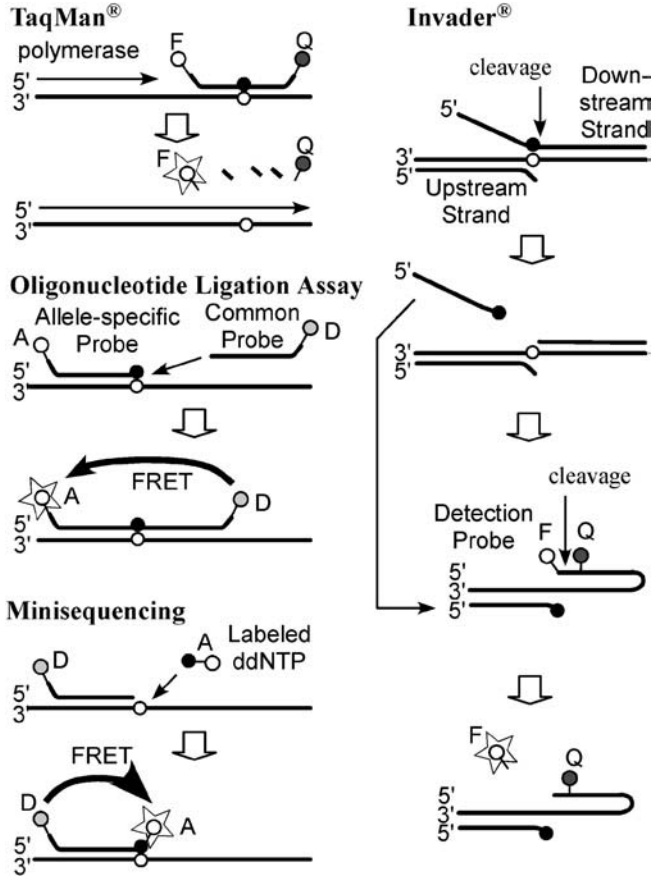 TaqMan®
polymerase
F
Q
5'
3'
F
Q
5'
3'
Oligonucleotide Ligation Assay
Allele-specific
Probe
Common
Probe
A
D
5'
3'
FRET
A
D
5'
3'
Minisequencing
D
A
Labeled
ddNTP
5'
3'
FRET
D
A
5'
3'
Invader®
cleavage
Down-
stream
Strand
5'
3'
5'
Upstream
Strand
5'
3'
5'
cleavage
Detection
Probe
F
Q
5'
3'
5'
F
Q
5'
3'
5'